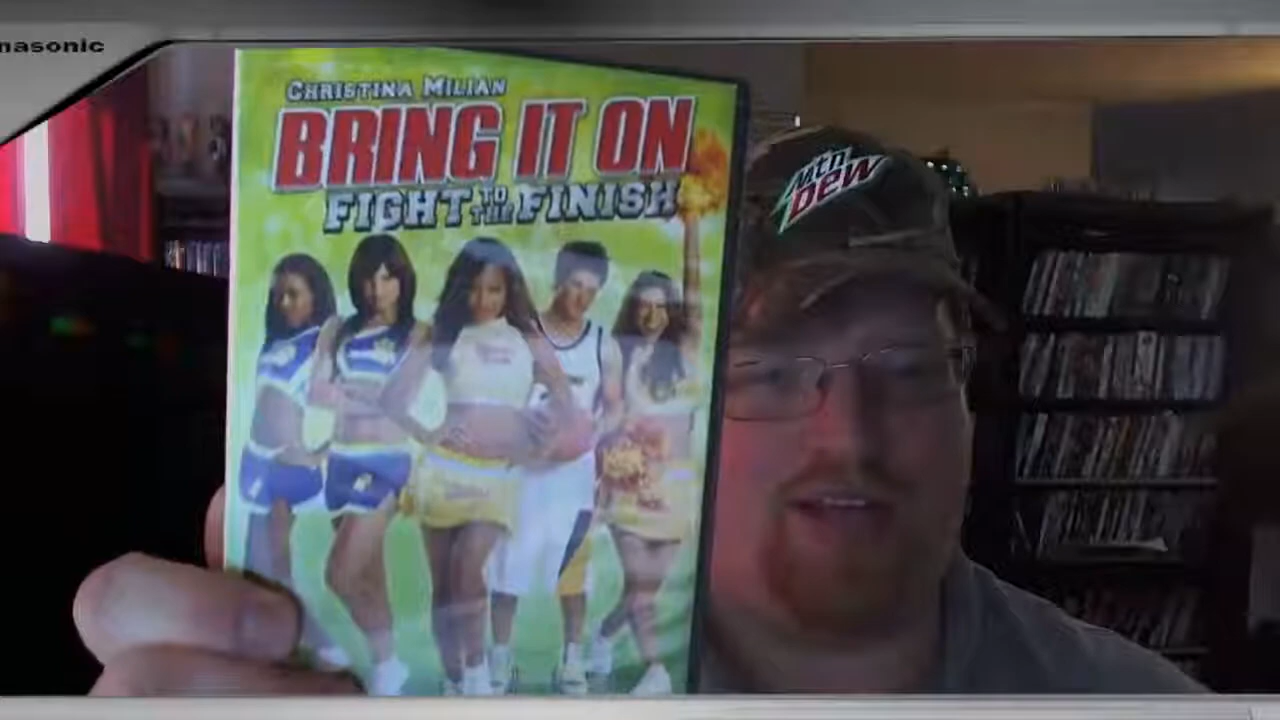 nasonic
CHRISTINA MILIAN
BRING IT ON
FIGHT TO THE FINISH
Mtn
DEW